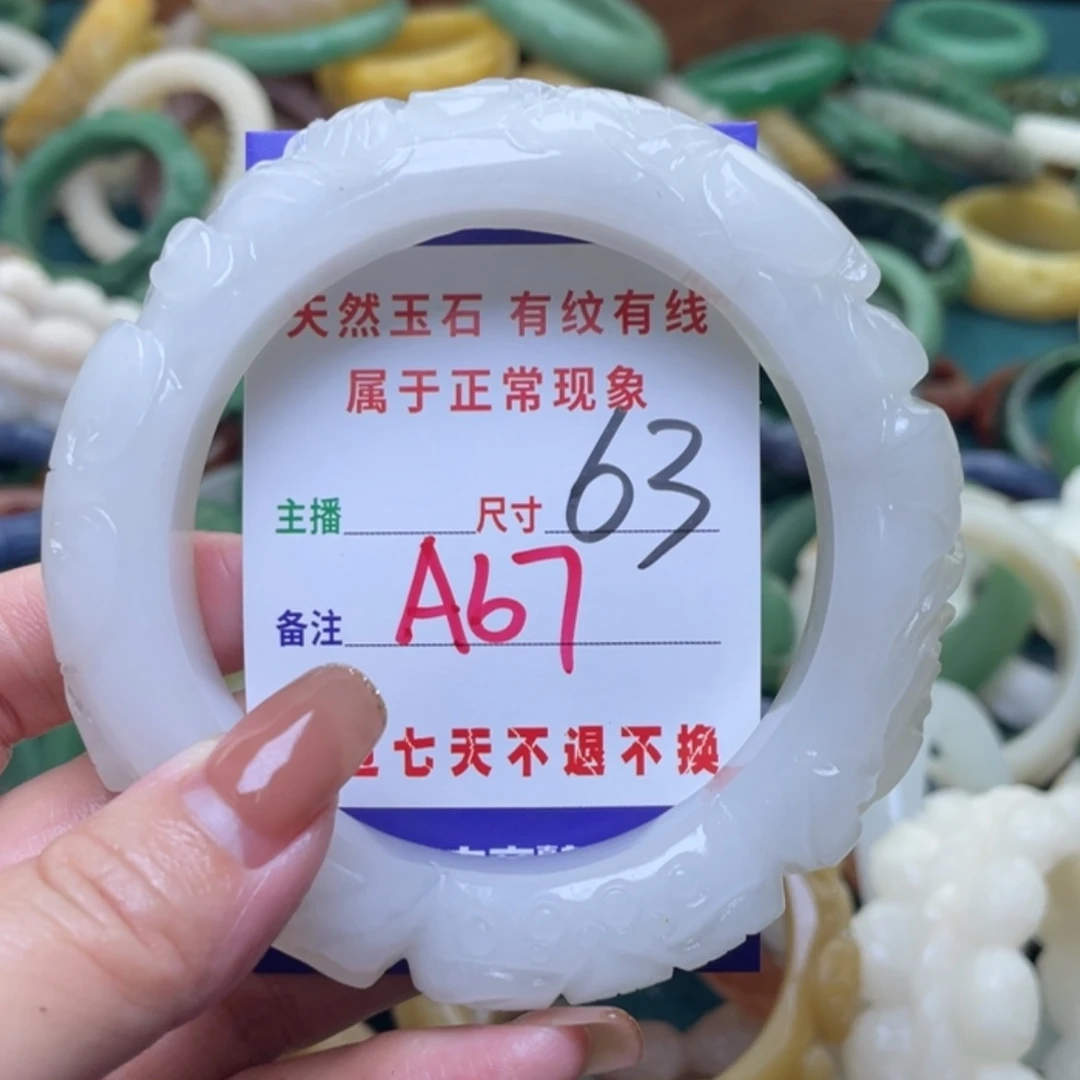 天然玉石 有纹有线
属于正常现象
主播 尺寸 63
备注 A67
七天不退不换